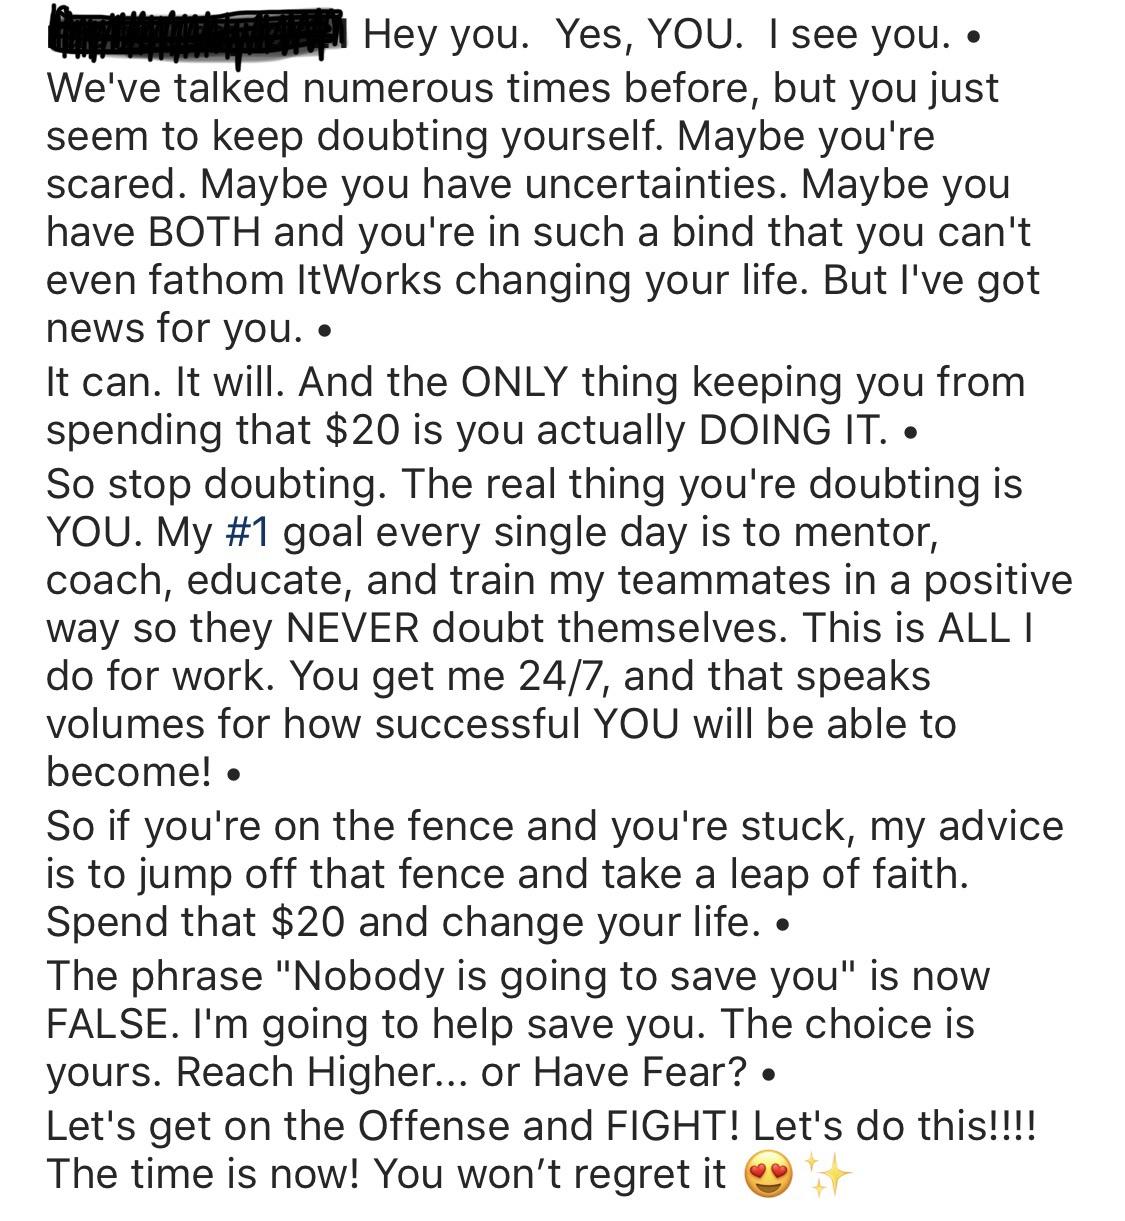 Hey you.  Yes, YOU.  I see you. •
We've talked numerous times before, but you just
seem to keep doubting yourself. Maybe you're
scared. Maybe you have uncertainties. Maybe you
have BOTH and you're in such a bind that you can't
even fathom ItWorks changing your life. But I've got
news for you. •
It can. It will. And the ONLY thing keeping you from
spending that $20 is you actually DOING IT. •
So stop doubting. The real thing you're doubting is
YOU. My #1 goal every single day is to mentor,
coach, educate, and train my teammates in a positive
way so they NEVER doubt themselves. This is ALL I
do for work. You get me 24/7, and that speaks
volumes for how successful YOU will be able to
become! •
So if you're on the fence and you're stuck, my advice
is to jump off that fence and take a leap of faith.
Spend that $20 and change your life. •
The phrase "Nobody is going to save you" is now
FALSE. I'm going to help save you. The choice is
yours. Reach Higher... or Have Fear? •
Let's get on the Offense and FIGHT! Let's do this!!!!
The time is now! You won’t regret it 😍✨